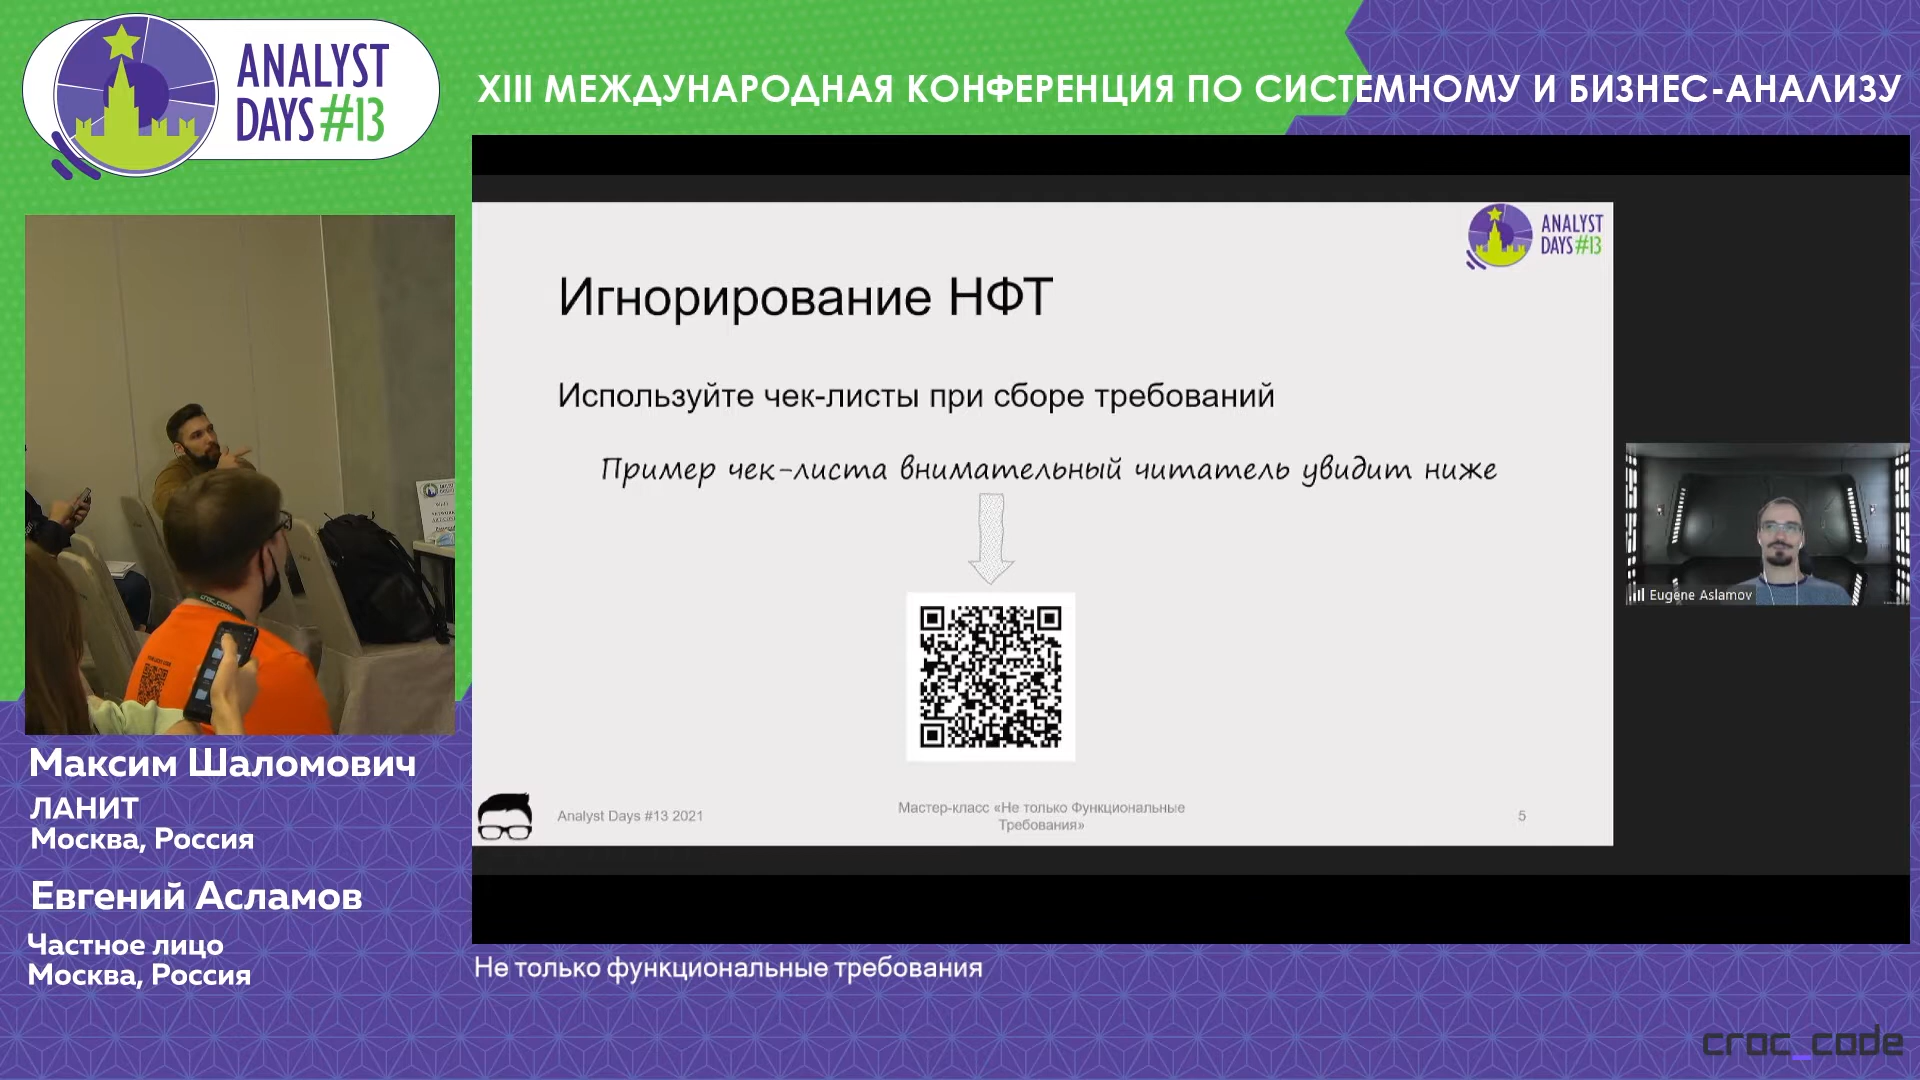 ANALYST
DAYS #13
XIII МЕЖДУНАРОДНАЯ КОНФЕРЕНЦИЯ ПО СИСТЕМНОМУ И БИЗНЕС-АНАЛИЗУ
ANALYST
DAYS #13
Игнорирование НФТ
Используйте чек-листы при сборе требований
Пример чек-листа внимательный читатель увидит ниже
Analyst Days #13 2021
Мастер-класс «Не только Функциональные
Требования»
5
Eugene Aslamov
croc_code
Максим Шаломович
ЛАНИТ
Москва, Россия
Евгений Асламов
Частное лицо
Москва, Россия
Не только функциональные требования
croc_code